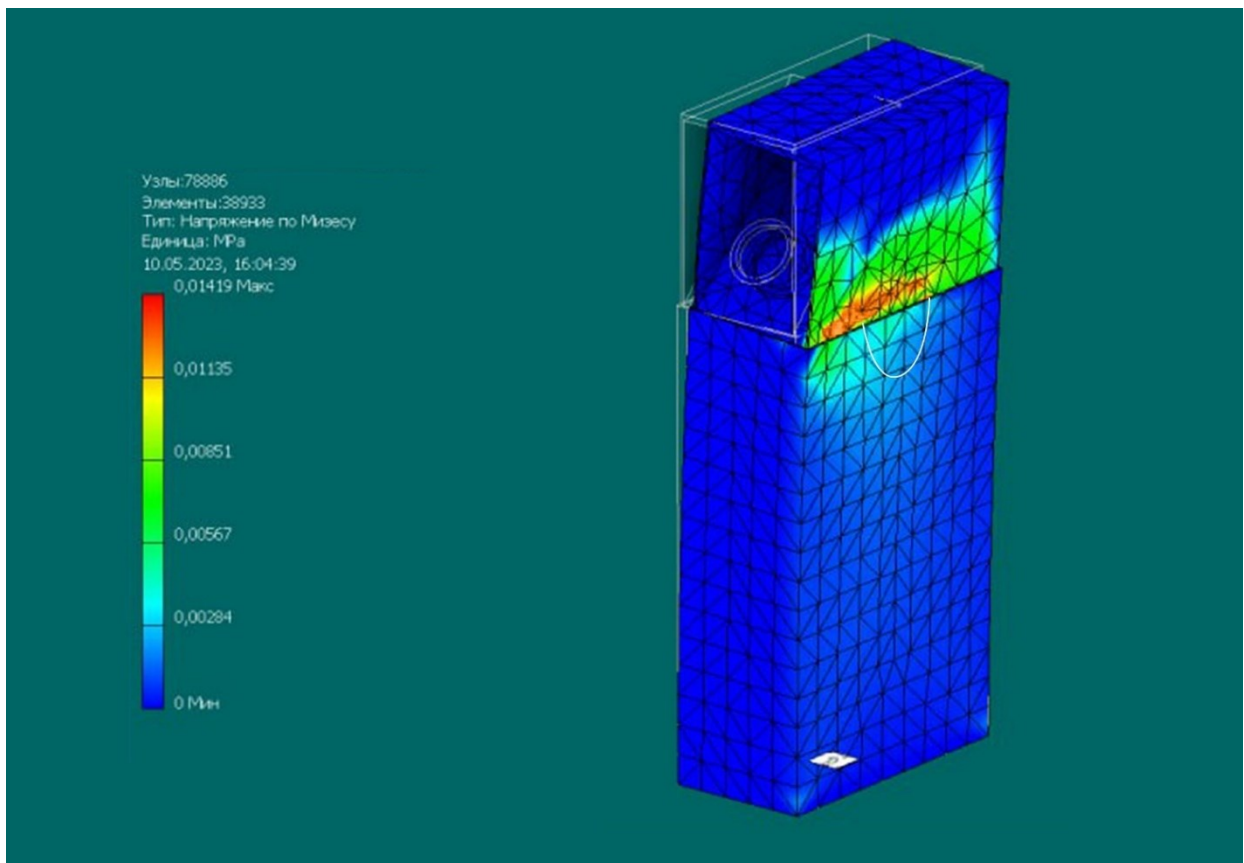 Узлы:78886
Элементы:38933
Тип: Напряжение по Мизесу
Единица: MPa
10.05.2023, 16:04:39
0,01419 Макс
0,01135
0,00851
0,00567
0,00284
0 Мин